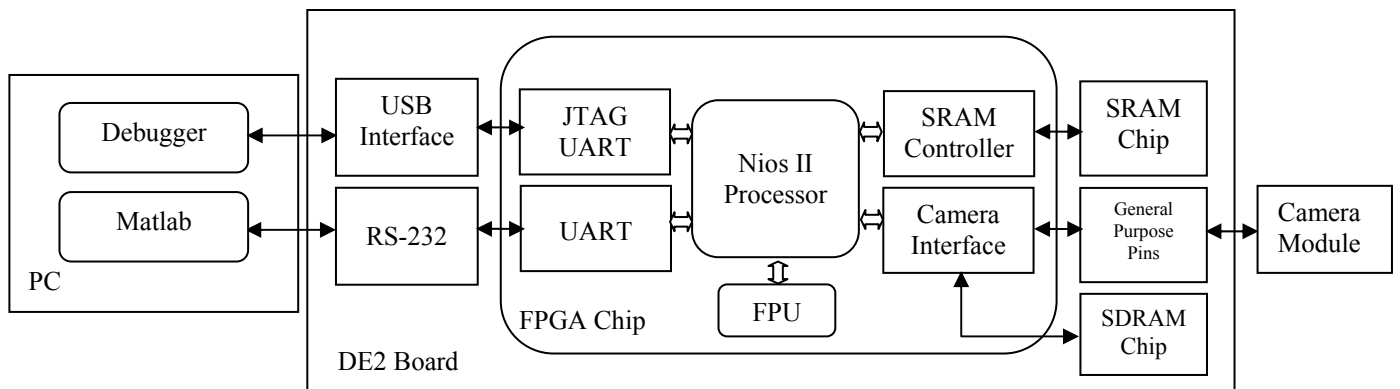 Debugger
Matlab
PC
USB
Interface
RS-232
DE2 Board
JTAG
UART
UART
FPGA Chip
Nios II
Processor
FPU
SRAM
Controller
Camera
Interface
SRAM
Chip
General
Purpose
Pins
SDRAM
Chip
Camera
Module